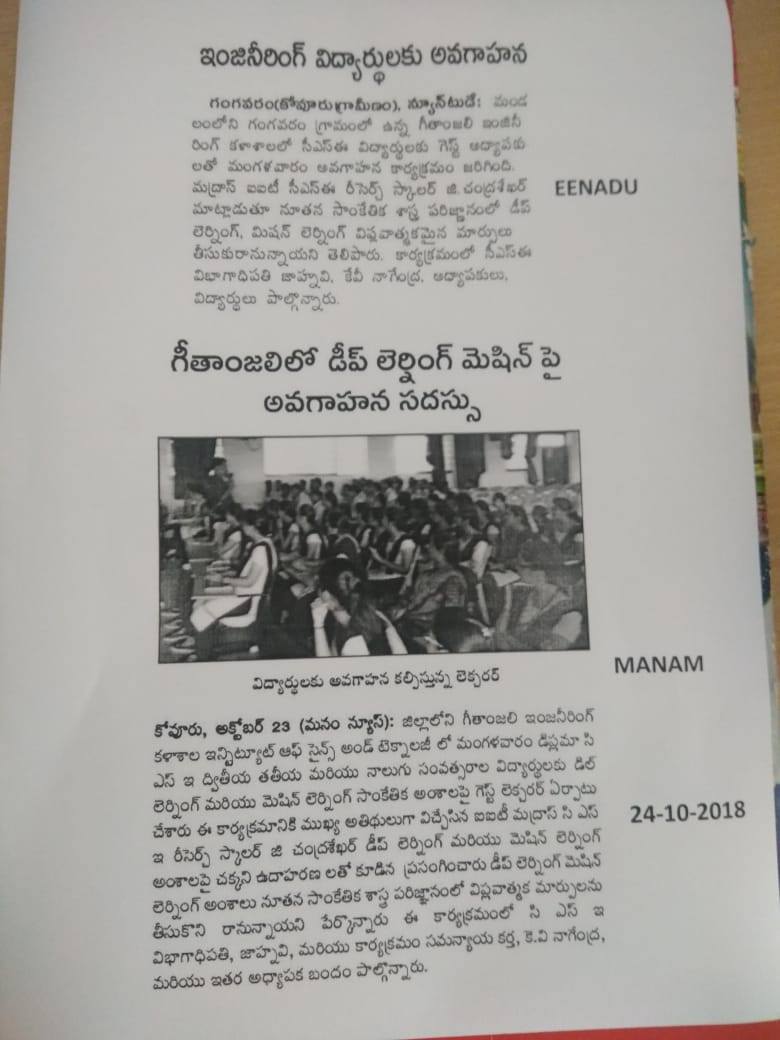 ఇంజినీరింగ్ విద్యార్థులకు అవగాహన
గంగవరం(కోవూరుగ్రామీణం), న్యూస్‌టుడే: మండ
లంలోని గంగవరం గ్రామంలో ఉన్న గీతాంజలి ఇంజినీ
రింగ్ కళాశాలలో సీఎస్ఈ విద్యార్థులకు గెస్ట్ అధ్యాపకు
లతో మంగళవారం అవగాహన కార్యక్రమం జరిగింది.
మద్రాస్ ఐఐటీ సీఎస్ఈ రీసెర్చ్ స్కాలర్ జి.చంద్రశేఖర్
మాట్లాడుతూ నూతన సాంకేతిక శాస్త్ర పరిజ్ఞానంలో డీప్
లెర్నింగ్, మిషన్ లెర్నింగ్ విప్లవాత్మకమైన మార్పులు
తీసుకురానున్నాయని తెలిపారు. కార్యక్రమంలో సీఎస్ఈ
విభాగాధిపతి జాహ్నవి, కేవీ నాగేంద్ర, అధ్యాపకులు,
విద్యార్థులు పాల్గొన్నారు.
EENADU
గీతాంజలిలో డీప్ లెర్నింగ్ మెషిన్ పై
అవగాహన సదస్సు
విద్యార్థులకు అవగాహన కల్పిస్తున్న లెక్చరర్
MANAM
కోవూరు, అక్టోబర్ 23 (మనం న్యూస్): జిల్లాలోని గీతాంజలి ఇంజనీరింగ్
కళాశాల ఇన్స్టిట్యూట్ ఆఫ్ సైన్స్ అండ్ టెక్నాలజీ లో మంగళవారం డిప్లమా సి
ఎస్ ఇ ద్వితీయ తతీయ మరియు నాలుగు సంవత్సరాల విద్యార్థులకు డీల్
లెర్నింగ్ మరియు మెషిన్ లెర్నింగ్ సాంకేతిక అంశాలపై గెస్ట్ లెక్చరర్ ఏర్పాటు
చేశారు ఈ కార్యక్రమానికి ముఖ్య అతిథులుగా విచ్చేసిన ఐఐటీ మద్రాస్ సి ఎస్
ఇ రీసెర్చ్ స్కాలర్ జి చంద్రశేఖర్ డీప్ లెర్నింగ్ మరియు మెషిన్ లెర్నింగ్
అంశాలపై చక్కని ఉదాహరణ లతో కూడిన ప్రసంగించారు డీప్ లెర్నింగ్ మెషిన్
లెర్నింగ్ అంశాలు నూతన సాంకేతిక శాస్త్ర పరిజ్ఞానంలో విప్లవాత్మక మార్పులను
తీసుకొని రానున్నాయని పేర్కొన్నారు ఈ కార్యక్రమంలో సి ఎస్ ఇ
విభాగాధిపతి, జాహ్నవి, మరియు కార్యక్రమం సమన్యాయ కర్త, కె.వి నాగేంద్ర,
మరియు ఇతర అధ్యాపక బందం పాల్గొన్నారు.
24-10-2018